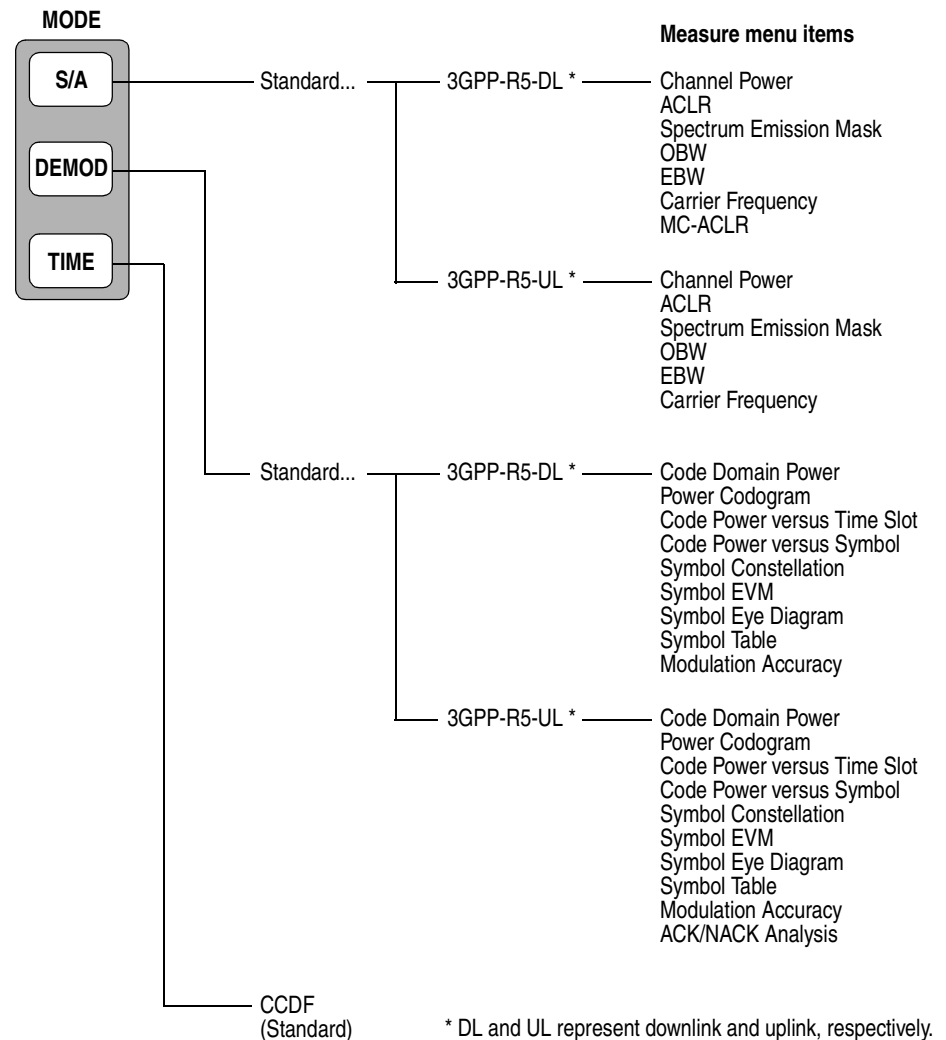 MODE
Measure menu items
S/A
Standard...
3GPP-R5-DL *
Channel Power
ACLR
Spectrum Emission Mask
OBW
EBW
Carrier Frequency
MC-ACLR
DEMOD
TIME
3GPP-R5-UL *
Channel Power
ACLR
Spectrum Emission Mask
OBW
EBW
Carrier Frequency
Standard...
3GPP-R5-DL *
Code Domain Power
Power Codogram
Code Power versus Time Slot
Code Power versus Symbol
Symbol Constellation
Symbol EVM
Symbol Eye Diagram
Symbol Table
Modulation Accuracy
3GPP-R5-UL *
Code Domain Power
Power Codogram
Code Power versus Time Slot
Code Power versus Symbol
Symbol Constellation
Symbol EVM
Symbol Eye Diagram
Symbol Table
Modulation Accuracy
ACK/NACK Analysis
CCDF
(Standard)
* DL and UL represent downlink and uplink, respectively.